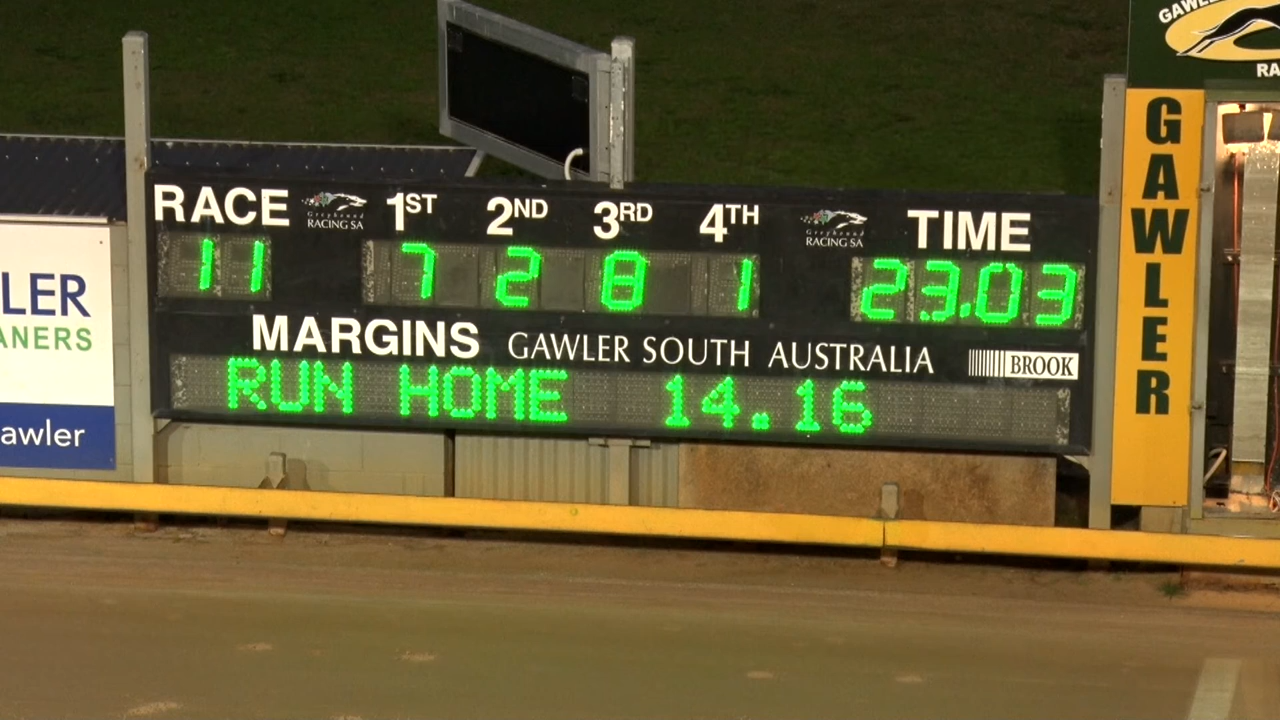 GAWLER
RA
RACE 1ST 2ND 3RD 4TH TIME
Greyhound RACING SA
Greyhound RACING SA
11 7 2 8 1 23.03
MARGINS GAWLER SOUTH AUSTRALIA BROOK
RUN HOME 14.16
LER
ANERS
awler
GAWLER